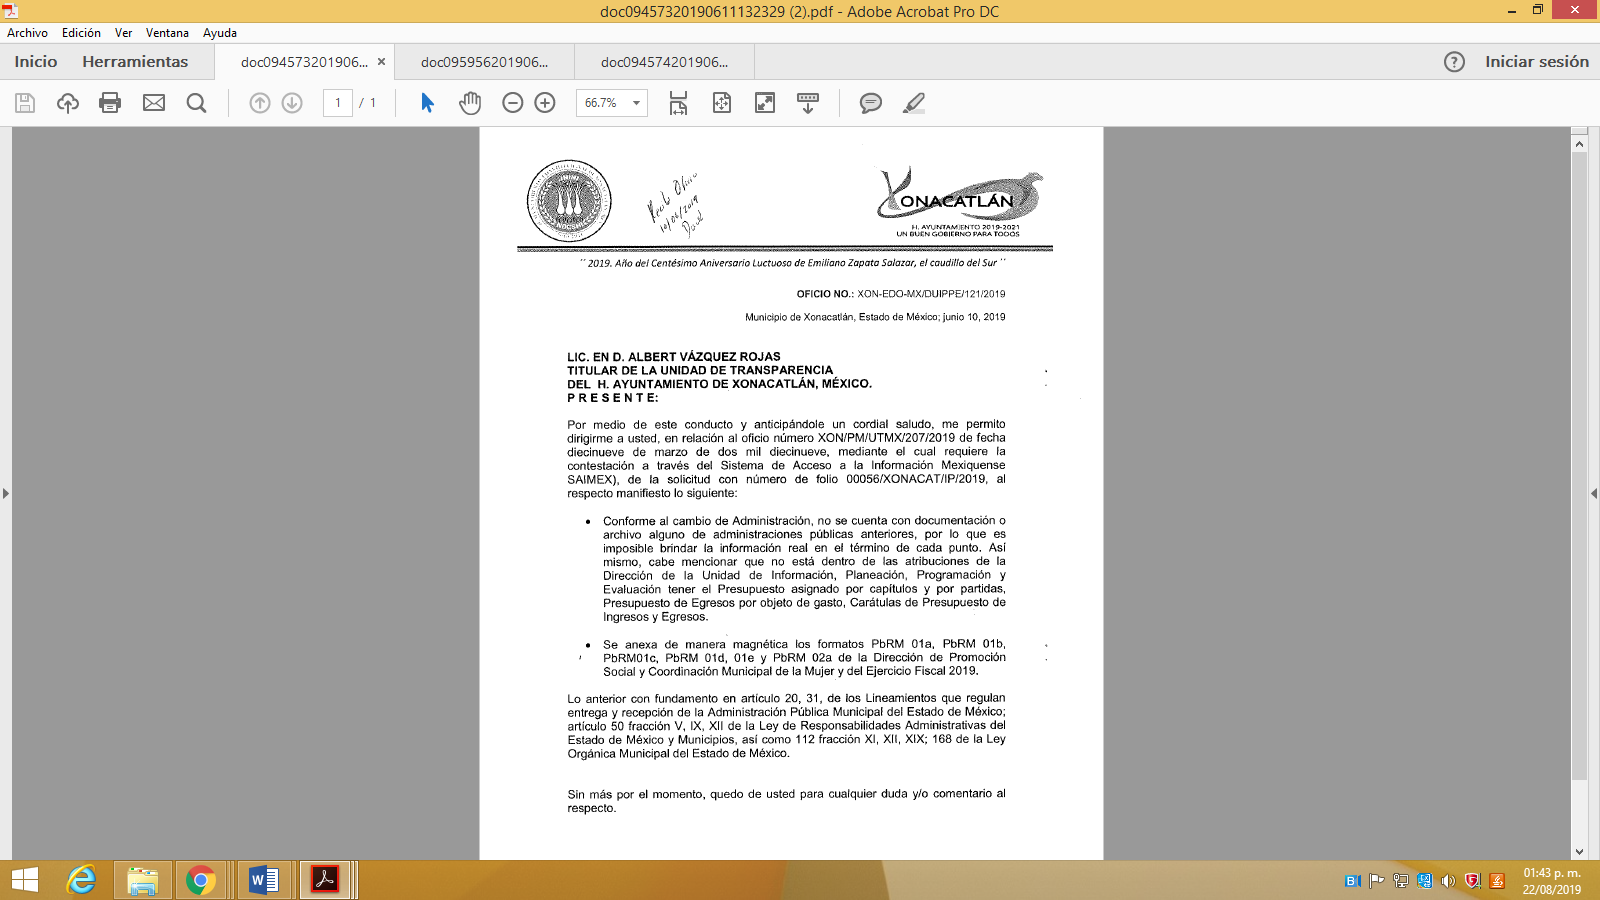 doc09457320190611132329 (2).pdf - Adobe Acrobat Pro DC
Archivo Edición Ver Ventana Ayuda
Inicio Herramientas doc094573201906... × doc095956201906... doc094574201906... Iniciar sesión
1 / 1 66.7%
10/06/2019
XONACATLÁN
H. AYUNTAMIENTO 2019-2021
UN BUEN GOBIERNO PARA TODOS
¨ 2019. Año del Centésimo Aniversario Luctuoso de Emiliano Zapata Salazar, el caudillo del Sur ¨
OFICIO NO.: XON-EDO-MX/DUIPPE/121/2019
Municipio de Xonacatlán, Estado de México; junio 10, 2019
LIC. EN D. ALBERT VÁZQUEZ ROJAS
TITULAR DE LA UNIDAD DE TRANSPARENCIA
DEL H. AYUNTAMIENTO DE XONACATLÁN, MÉXICO.
P R E S E N T E:
Por medio de este conducto y anticipándole un cordial saludo, me permito
dirigirme a usted, en relación al oficio número XON/PM/UTMX/207/2019 de fecha
diecinueve de marzo de dos mil diecinueve, mediante el cual requiere la
contestación a través del Sistema de Acceso a la Información Mexiquense
SAIMEX), de la solicitud con número de folio 00056/XONACAT/IP/2019, al
respecto manifiesto lo siguiente:
• Conforme al cambio de Administración, no se cuenta con documentación o
archivo alguno de administraciones públicas anteriores, por lo que es
imposible brindar la información real en el término de cada punto. Así
mismo, cabe mencionar que no está dentro de las atribuciones de la
Dirección de la Unidad de Información, Planeación, Programación y
Evaluación tener el Presupuesto asignado por capítulos y por partidas,
Presupuesto de Egresos por objeto de gasto, Carátulas de Presupuesto de
Ingresos y Egresos.
• Se anexa de manera magnética los formatos PbRM 01a, PbRM 01b,
PbRM01c, PbRM 01d, 01e y PbRM 02a de la Dirección de Promoción
Social y Coordinación Municipal de la Mujer y del Ejercicio Fiscal 2019.
Lo anterior con fundamento en artículo 20, 31, de los Lineamientos que regulan
entrega y recepción de la Administración Pública Municipal del Estado de México;
artículo 50 fracción V, IX, XII de la Ley de Responsabilidades Administrativas del
Estado de México y Municipios, así como 112 fracción XI, XII, XIX; 168 de la Ley
Orgánica Municipal del Estado de México.
Sin más por el momento, quedo de usted para cualquier duda y/o comentario al
respecto.
01:43 p. m.
22/08/2019